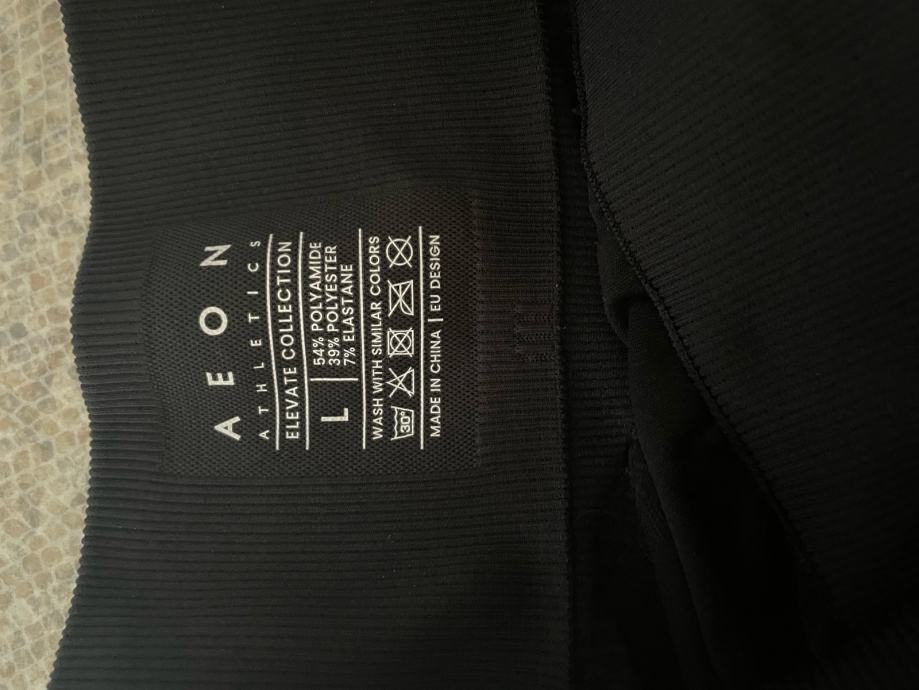 AEON
ATHLETICS
ELEVATE COLLECTION
L
54% POLYAMIDE
39% POLYESTER
7% ELASTANE
WASH WITH SIMILAR COLORS
30°
MADE IN CHINA | EU DESIGN